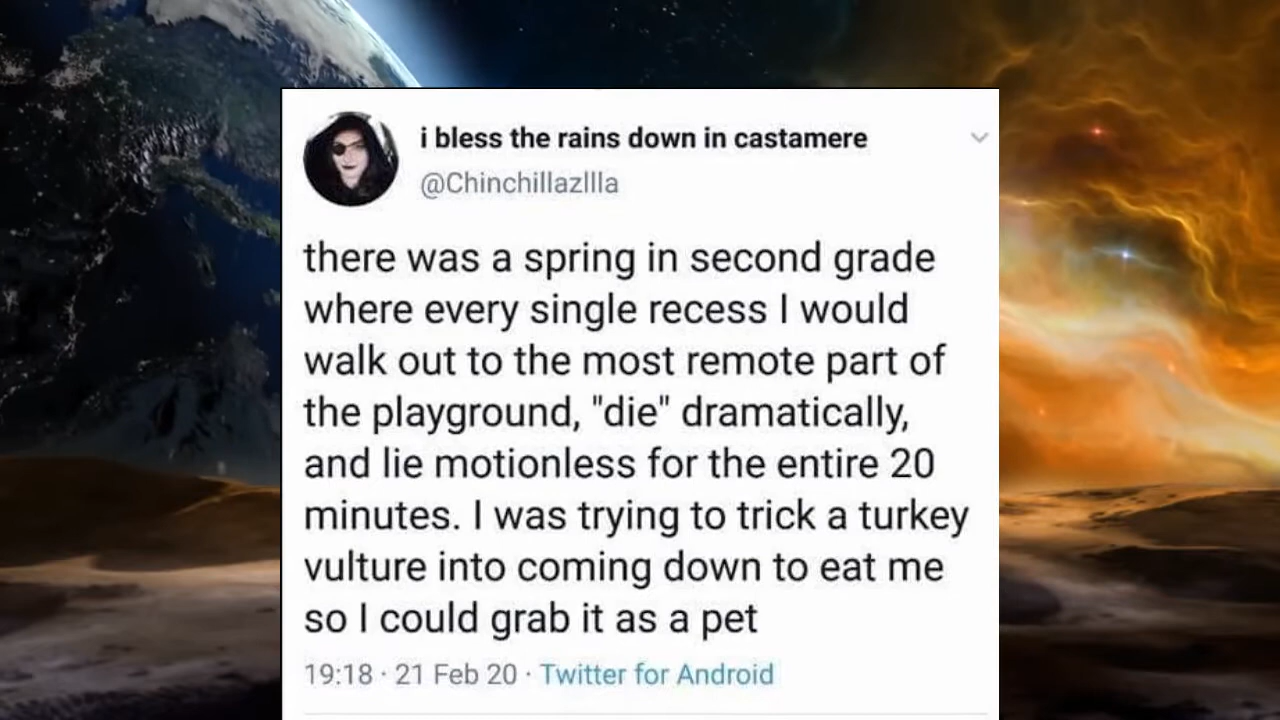 i bless the rains down in castamere
@Chinchillazllla
there was a spring in second grade
where every single recess I would
walk out to the most remote part of
the playground, "die" dramatically,
and lie motionless for the entire 20
minutes. I was trying to trick a turkey
vulture into coming down to eat me
so I could grab it as a pet
19:18 · 21 Feb 20 · Twitter for Android